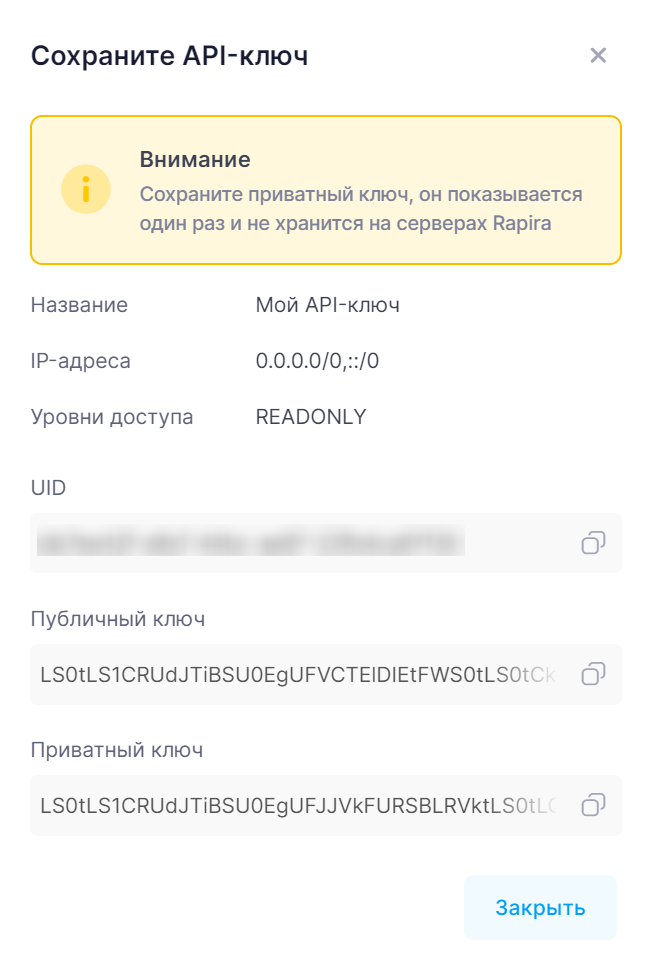 Сохраните API-ключ
Внимание
Сохраните приватный ключ, он показывается
один раз и не хранится на серверах Rapira
Название Мой API-ключ
IP-адреса 0.0.0.0/0,::/0
Уровни доступа READONLY
UID
Публичный ключ
LS0tLS1CRUdJTiBSU0EgUFVCTElDIEtFWS0tLS0tCk
Приватный ключ
LS0tLS1CRUdJTiBSU0EgUFJJVkFURSBLRVktLS0tLQ
Закрыть